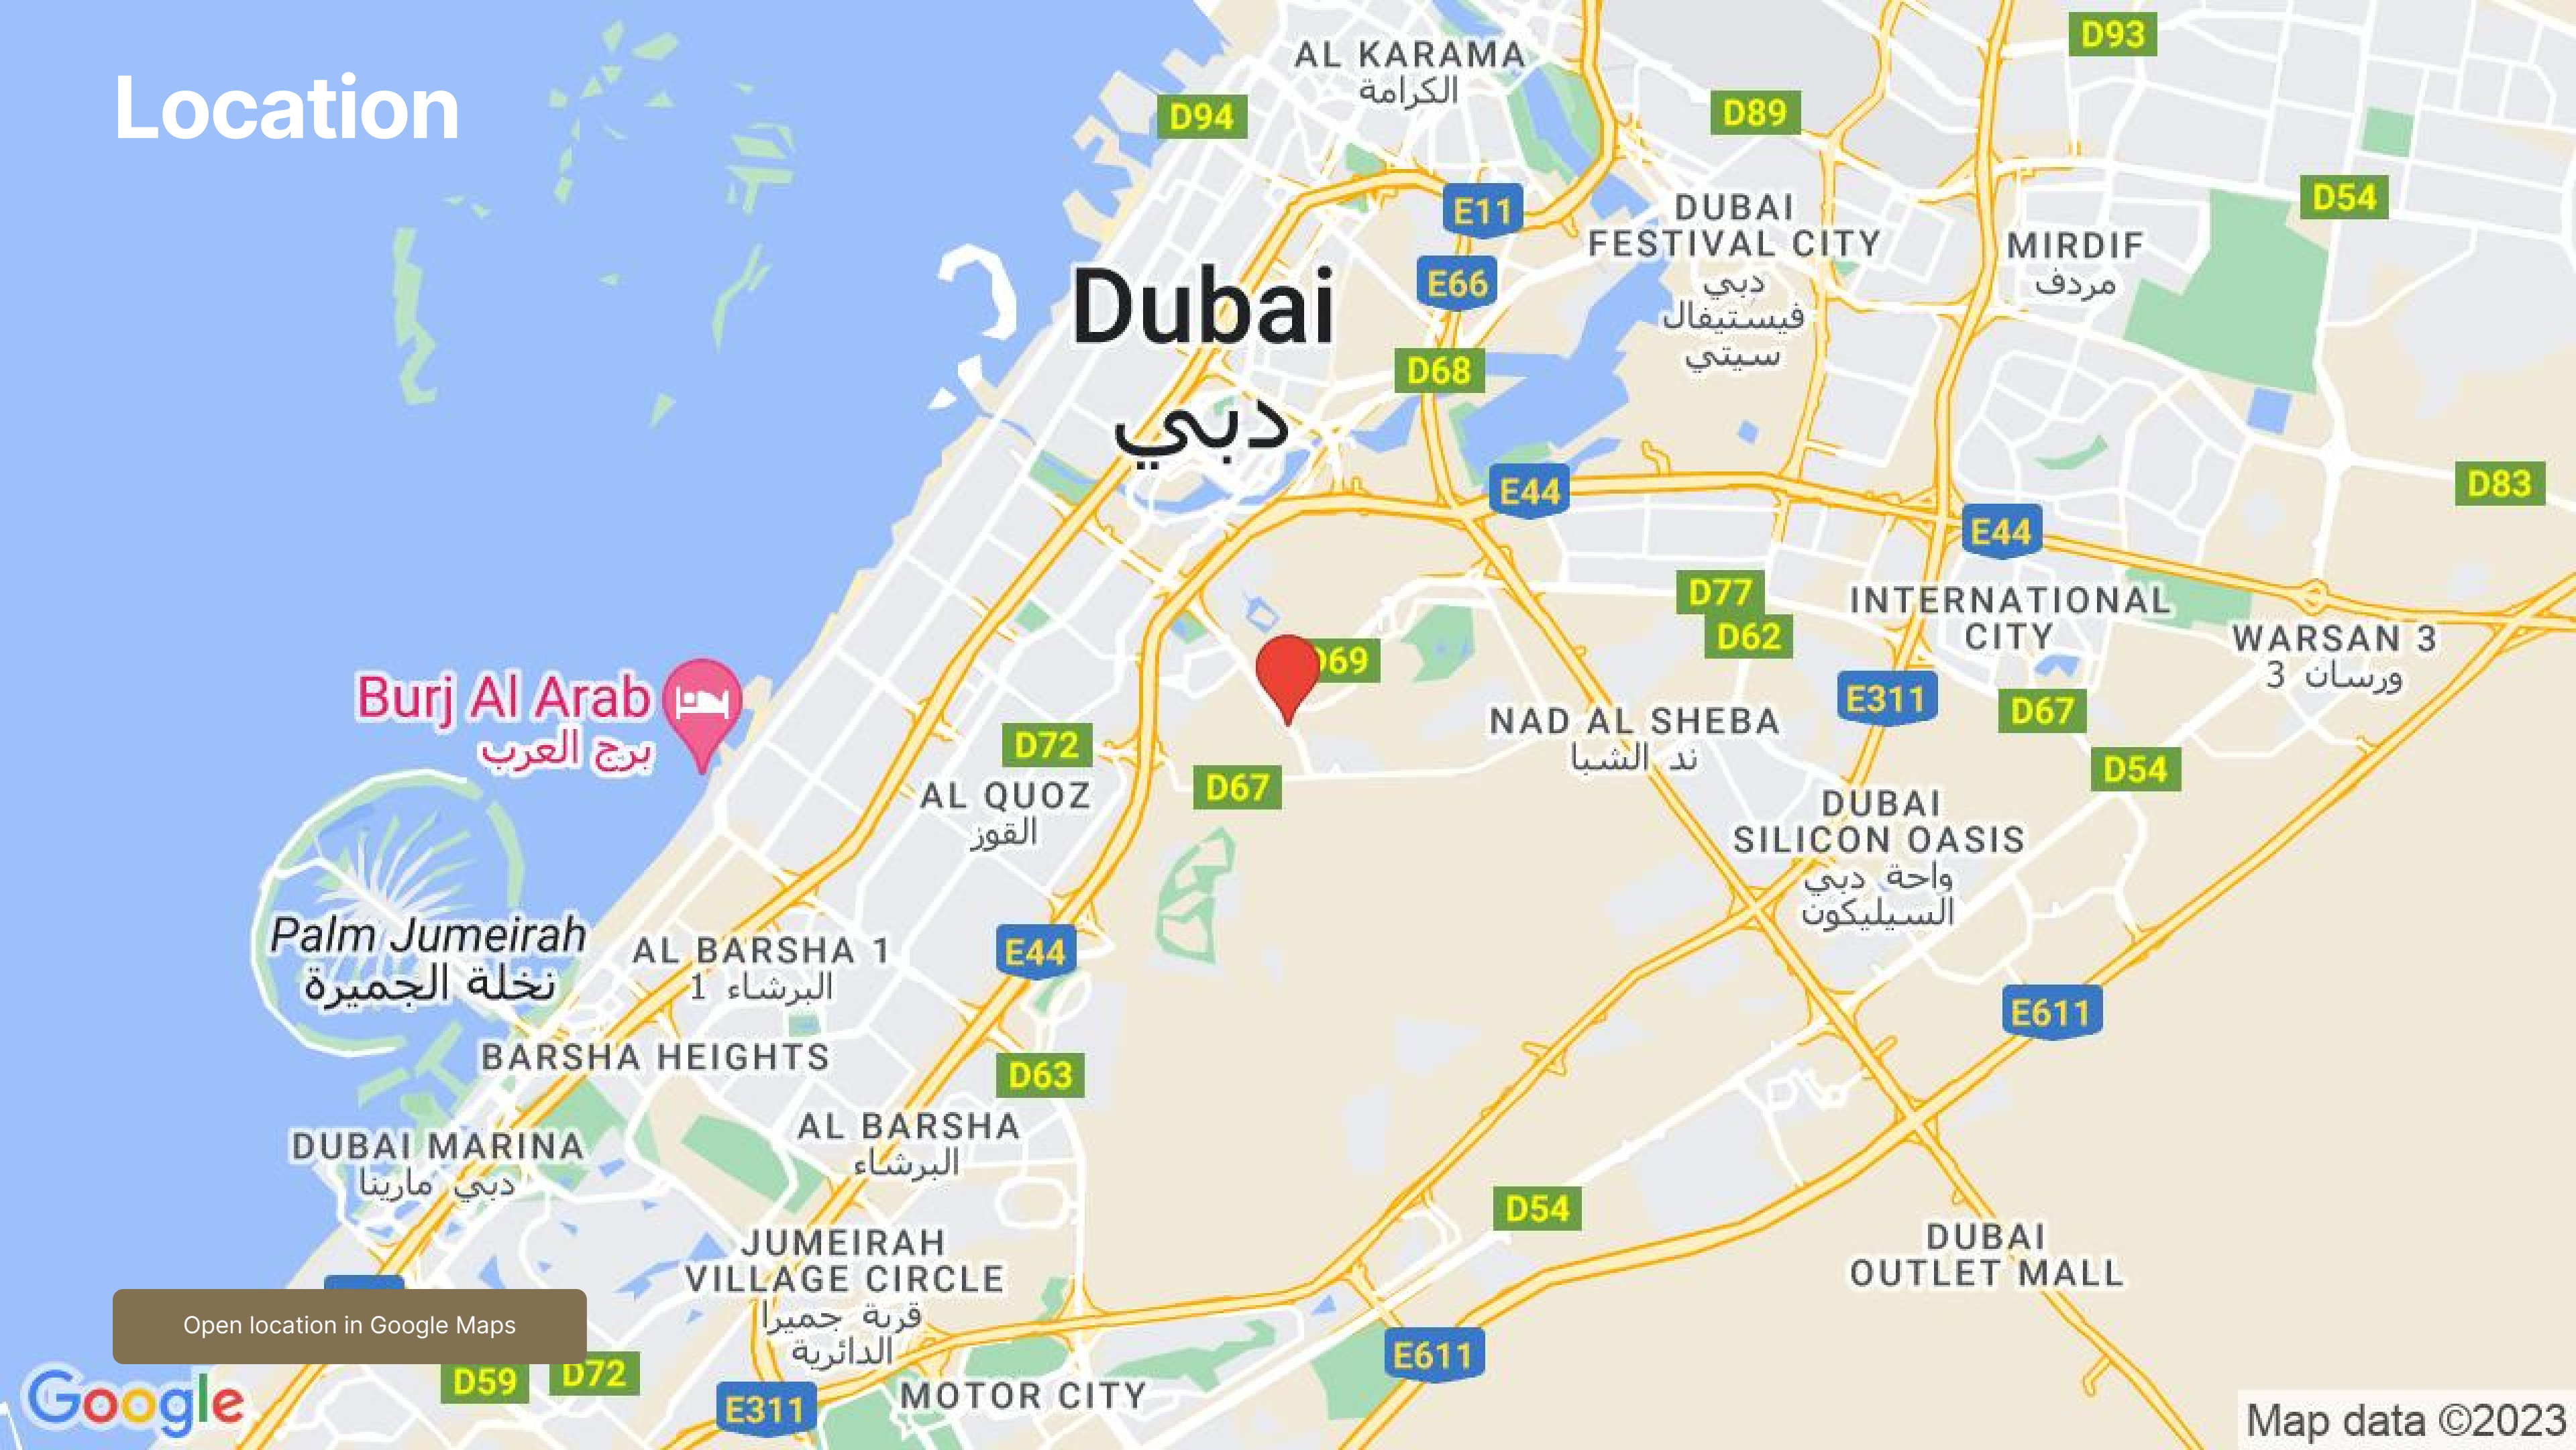 Location
AL KARAMA
الكرامة
D93
D94
D89
D54
E11
DUBAI
FESTIVAL CITY
دبي
فيستيفال
سيتي
MIRDIF
مردف
E66
Dubai
دبي
D68
E44
D83
E44
D77
D62
INTERNATIONAL
CITY
WARSAN 3
ورسان 3
D69
Burj Al Arab
برج العرب
E311
D67
NAD AL SHEBA
ند الشبا
D72
D54
D67
AL QUOZ
القوز
DUBAI
SILICON OASIS
واحة دبي
السيليكون
Palm Jumeirah
نخلة الجميرة
AL BARSHA 1
البرشاء 1
E44
E611
BARSHA HEIGHTS
D63
DUBAI MARINA
دبي مارينا
AL BARSHA
البرشاء
D54
JUMEIRAH
VILLAGE CIRCLE
قرية جميرا
الدائرية
DUBAI
OUTLET MALL
Open location in Google Maps
E611
D59
D72
E311
MOTOR CITY
Google
Map data ©2023